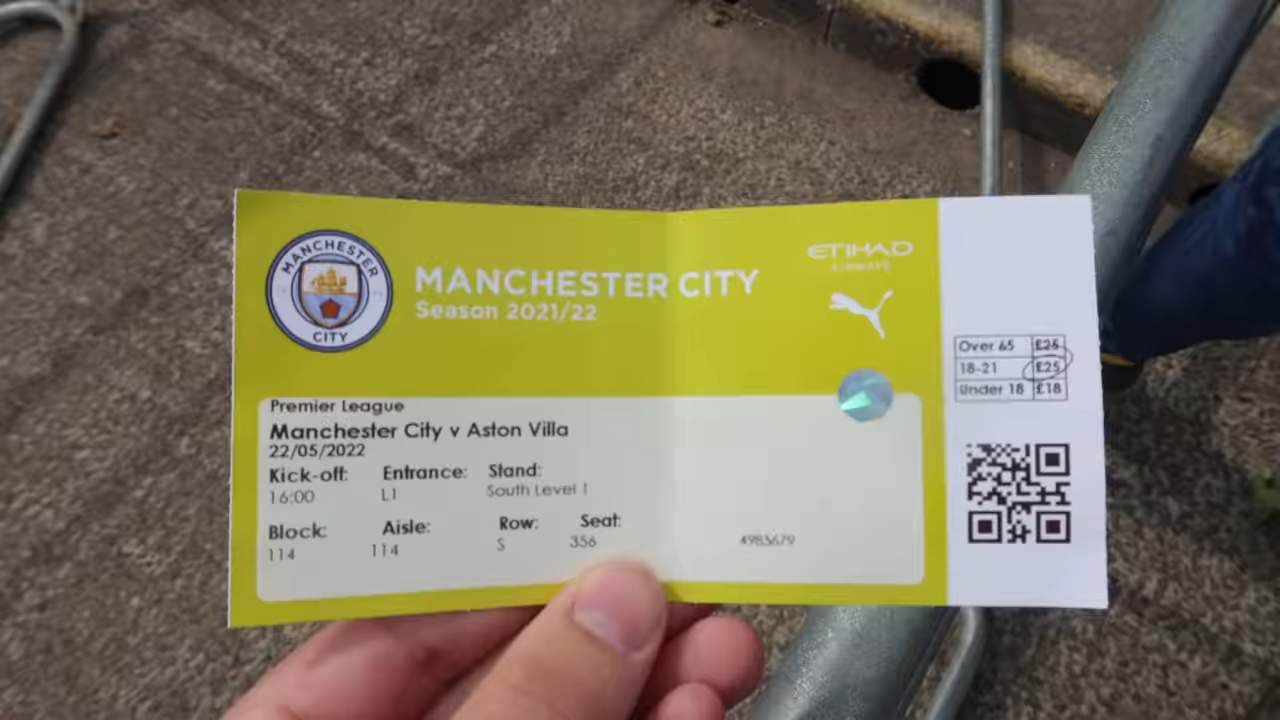 MANCHESTER
CITY
MANCHESTER CITY
Season 2021/22
ETIHAD
AIRWAYS
Premier League
Manchester City v Aston Villa
22/05/2022
Kick-off: Entrance: Stand:
16:00 L1 South Level 1
Block: Aisle: Row: Seat:
114 114 S 356
4983679
Over 65 £25
18-21 £25
Under 18 £18